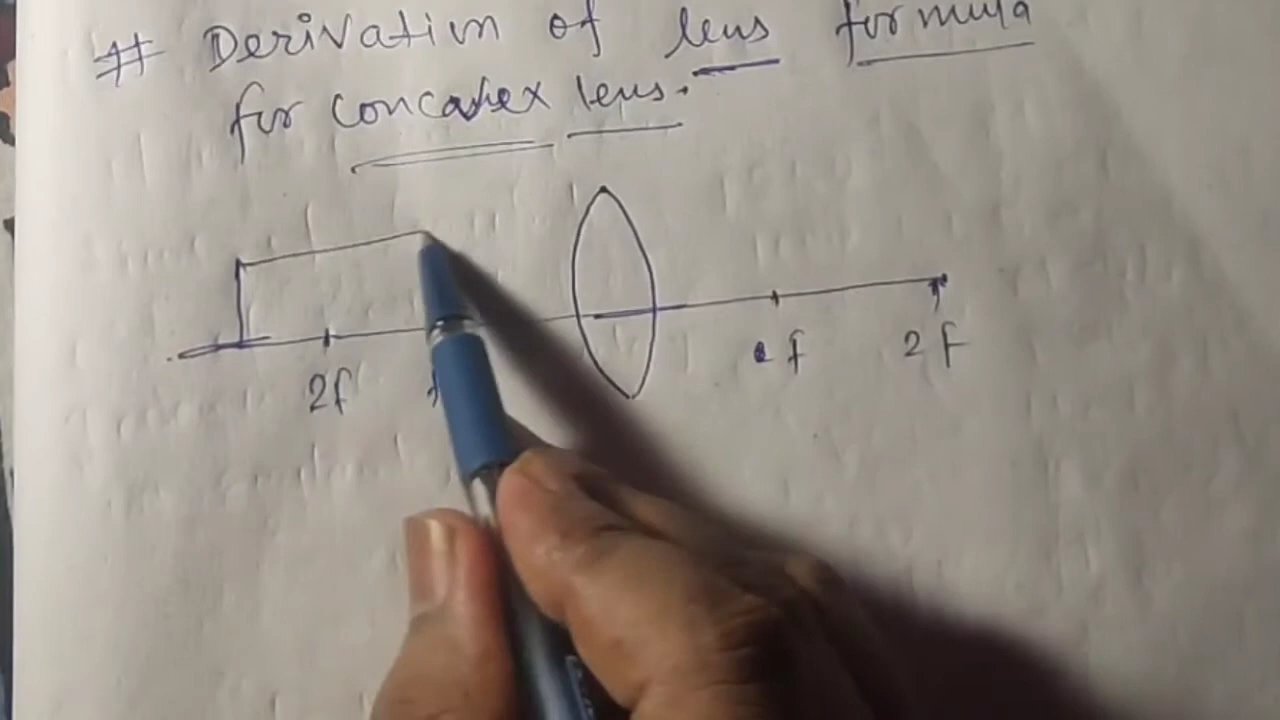 # Derivation of lens formula
for concavex lens.
2f f 2f